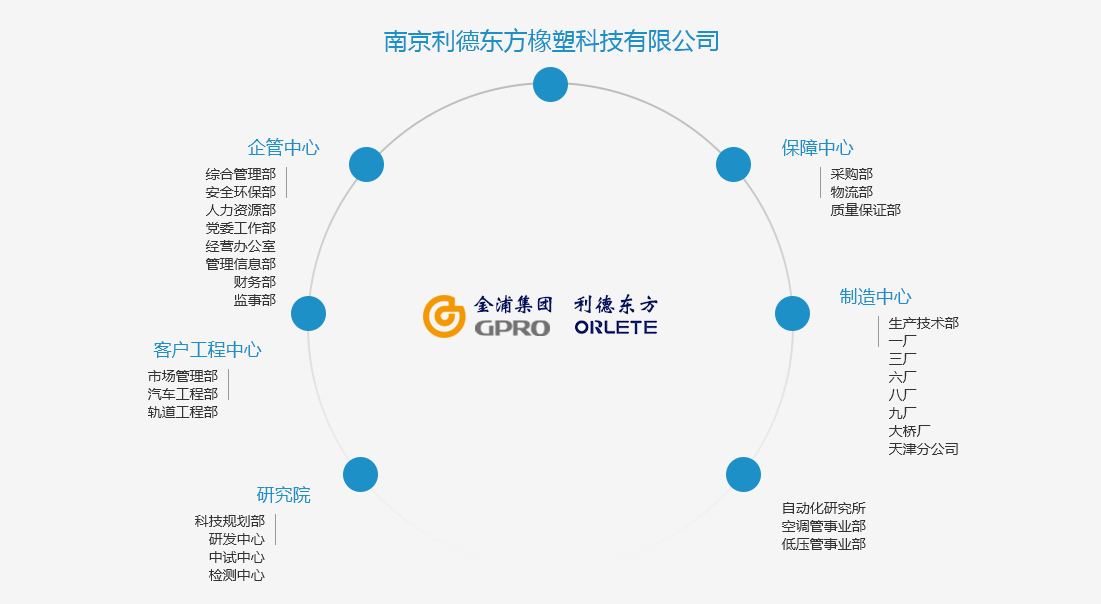 南京利德东方橡塑科技有限公司
企管中心
综合管理部
安全环保部
人力资源部
党委工作部
经营办公室
管理信息部
财务部
监事部
客户工程中心
市场管理部
汽车工程部
轨道工程部
研究院
科技规划部
研发中心
中试中心
检测中心
金浦集团 利德东方
GPRO ORLETE
保障中心
采购部
物流部
质量保证部
制造中心
生产技术部
一厂
三厂
六厂
八厂
九厂
大桥厂
天津分公司
自动化研究所
空调管事业部
低压管事业部